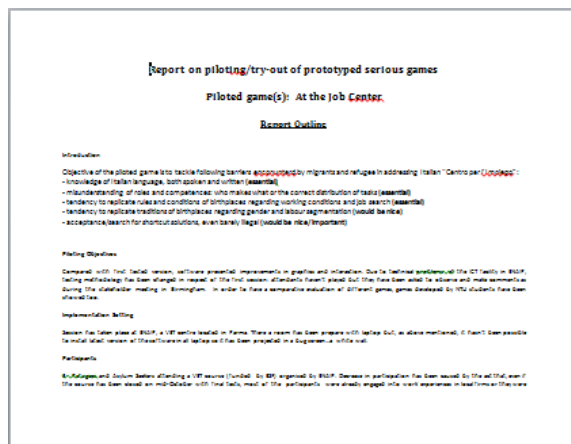 Report on piloting/try-out of prototyped serious games
Piloted game(s): At the Job Center
Report Outline
Introduction
Objective of the piloted game is to tackle following barriers encountered by migrants and refugee in addressing Italian "Centro per l'Impiego":
- knowledge of Italian language, both spoken and written (essential)
- misunderstanding of roles and competences: who makes what or the correct distribution of tasks (essential)
- tendency to replicate rules and conditions of birthplaces regarding working conditions and job search (essential)
- tendency to replicate traditions of birthplaces regarding gender and labour segmentation (would be nice)
- acceptance/search for shortcut solutions, even barely illegal (would be nice/important)
Piloting Objectives
Compared with first tested version, software presented improvements in graphics and interaction. Due to technical problems of the ICT facility in ENAIP,
testing methodology has been changed in respect of the first session: attendants haven't played but they have been asked to observe and make comments as
during the stakeholder meeting in Birmingham. In order to have a comparative evaluation of different games, games developed by NTU students have been
showed too.
Implementation Setting
Session has taken place at ENAIP, a VET centre located in Parma. There a room has been prepare with laptop but, as above mentioned, it hasn't been possible
to install latest version of the software in all laptop so it has been projected in a big screen...a white wall.
Participants
Refugees and Asylum Seekers attending a VET course (funded by ESF) organised by ENAIP. Decrease in participation has been caused by the that, even if
the course has been closed on mid-October with final tests, most of the participants were already engaged into work experiences in local firms or they were